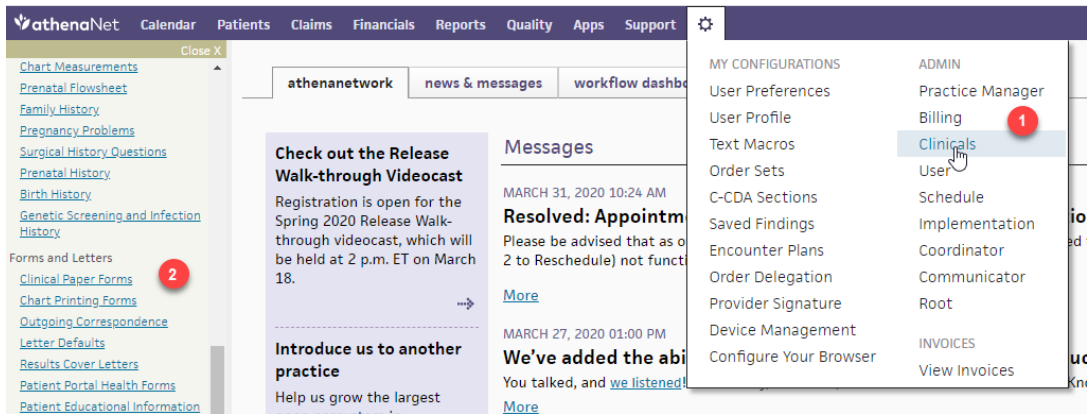 athenaNet Calendar Patients Claims Financials Reports Quality Apps Support
Close X
Chart Measurements
Prenatal Flowsheet
Family History
Pregnancy Problems
Surgical History Questions
Prenatal History
Birth History
Genetic Screening and Infection
History
Forms and Letters
Clinical Paper Forms
2
Chart Printing Forms
Outgoing Correspondence
Letter Defaults
Results Cover Letters
Patient Portal Health Forms
Patient Educational Information
athenanetwork
news & messages
workflow dashbo
Check out the Release
Walk-through Videocast
Registration is open for the
Spring 2020 Release Walk-
through videocast, which will
be held at 2 p.m. ET on March
18.
Introduce us to another
practice
Help us grow the largest
Messages
MARCH 31, 2020 10:24 AM
Resolved: Appointm
Please be advised that as o
2 to Reschedule) not functi
More
MARCH 27, 2020 01:00 PM
We've added the abi
You talked, and we listened!
More
MY CONFIGURATIONS
User Preferences
User Profile
Text Macros
Order Sets
C-CDA Sections
Saved Findings
Encounter Plans
Order Delegation
Provider Signature
Device Management
Configure Your Browser
ADMIN
Practice Manager
Billing
1
Clinicals
User
Schedule
Implementation
Coordinator
Communicator
Root
INVOICES
View Invoices